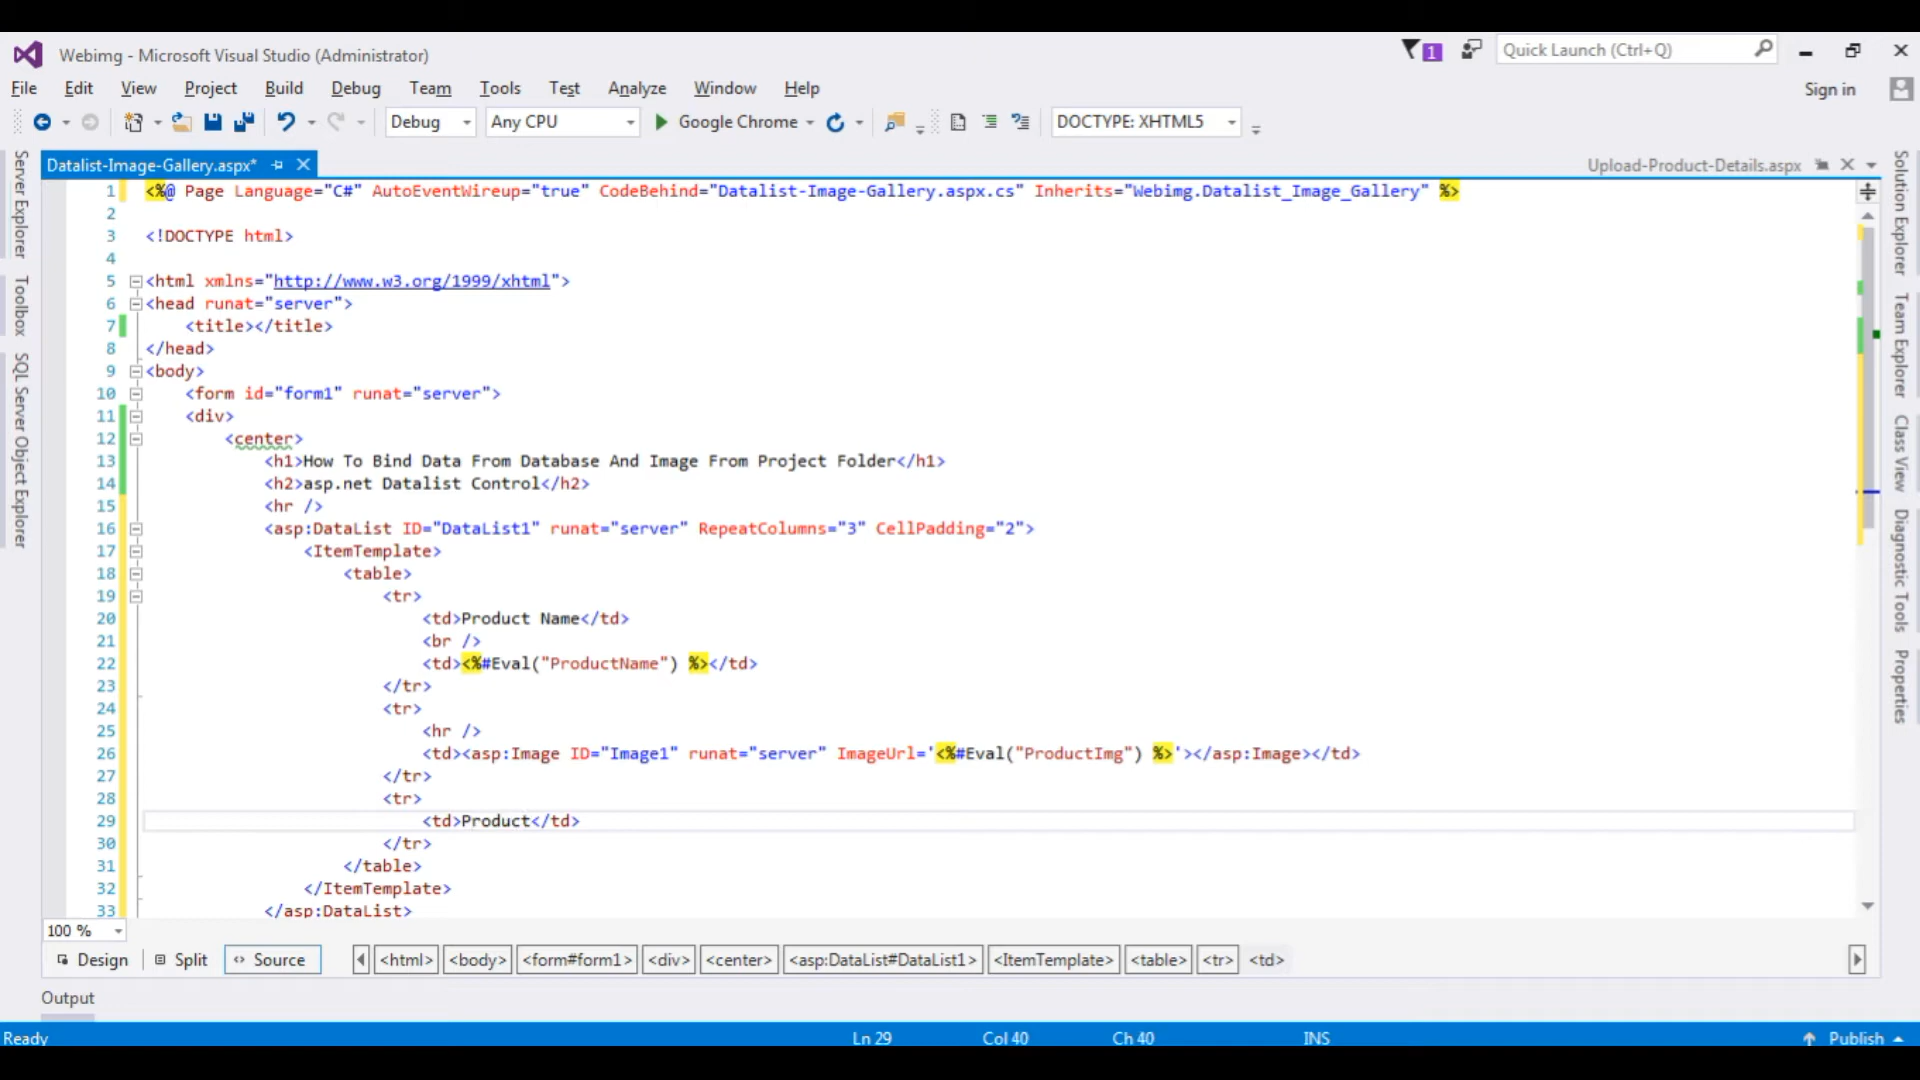 Webimg - Microsoft Visual Studio (Administrator)
1
Quick Launch (Ctrl+Q)
File Edit View Project Build Debug Team Tools Test Analyze Window Help
Sign in
Debug Any CPU Google Chrome DOCTYPE: XHTML5
Datalist-Image-Gallery.aspx*
Upload-Product-Details.aspx
Server Explorer
Toolbox
SQL Server Object Explorer
1 <%@ Page Language="C#" AutoEventWireup="true" CodeBehind="Datalist-Image-Gallery.aspx.cs" Inherits="Webimg.Datalist_Image_Gallery" %>
2
3 <!DOCTYPE html>
4
5 <html xmlns="http://www.w3.org/1999/xhtml">
6 <head runat="server">
7 <title></title>
8 </head>
9 <body>
10 <form id="form1" runat="server">
11 <div>
12 <center>
13 <h1>How To Bind Data From Database And Image From Project Folder</h1>
14 <h2>asp.net Datalist Control</h2>
15 <hr />
16 <asp:DataList ID="DataList1" runat="server" RepeatColumns="3" CellPadding="2">
17 <ItemTemplate>
18 <table>
19 <tr>
20 <td>Product Name</td>
21 <br />
22 <td><%#Eval("ProductName") %></td>
23 </tr>
24 <tr>
25 <hr />
26 <td><asp:Image ID="Image1" runat="server" ImageUrl='<%#Eval("ProductImg") %>'></asp:Image></td>
27 </tr>
28 <tr>
29 <td>Product</td>
30 </tr>
31 </table>
32 </ItemTemplate>
33 </asp:DataList>
Solution Explorer
Team Explorer
Class View
Diagnostic Tools
Properties
100 %
Design Split Source <html> <body> <form#form1> <div> <center> <asp:DataList#DataList1> <ItemTemplate> <table> <tr> <td>
Output
Ready Ln 29 Col 40 Ch 40 INS Publish